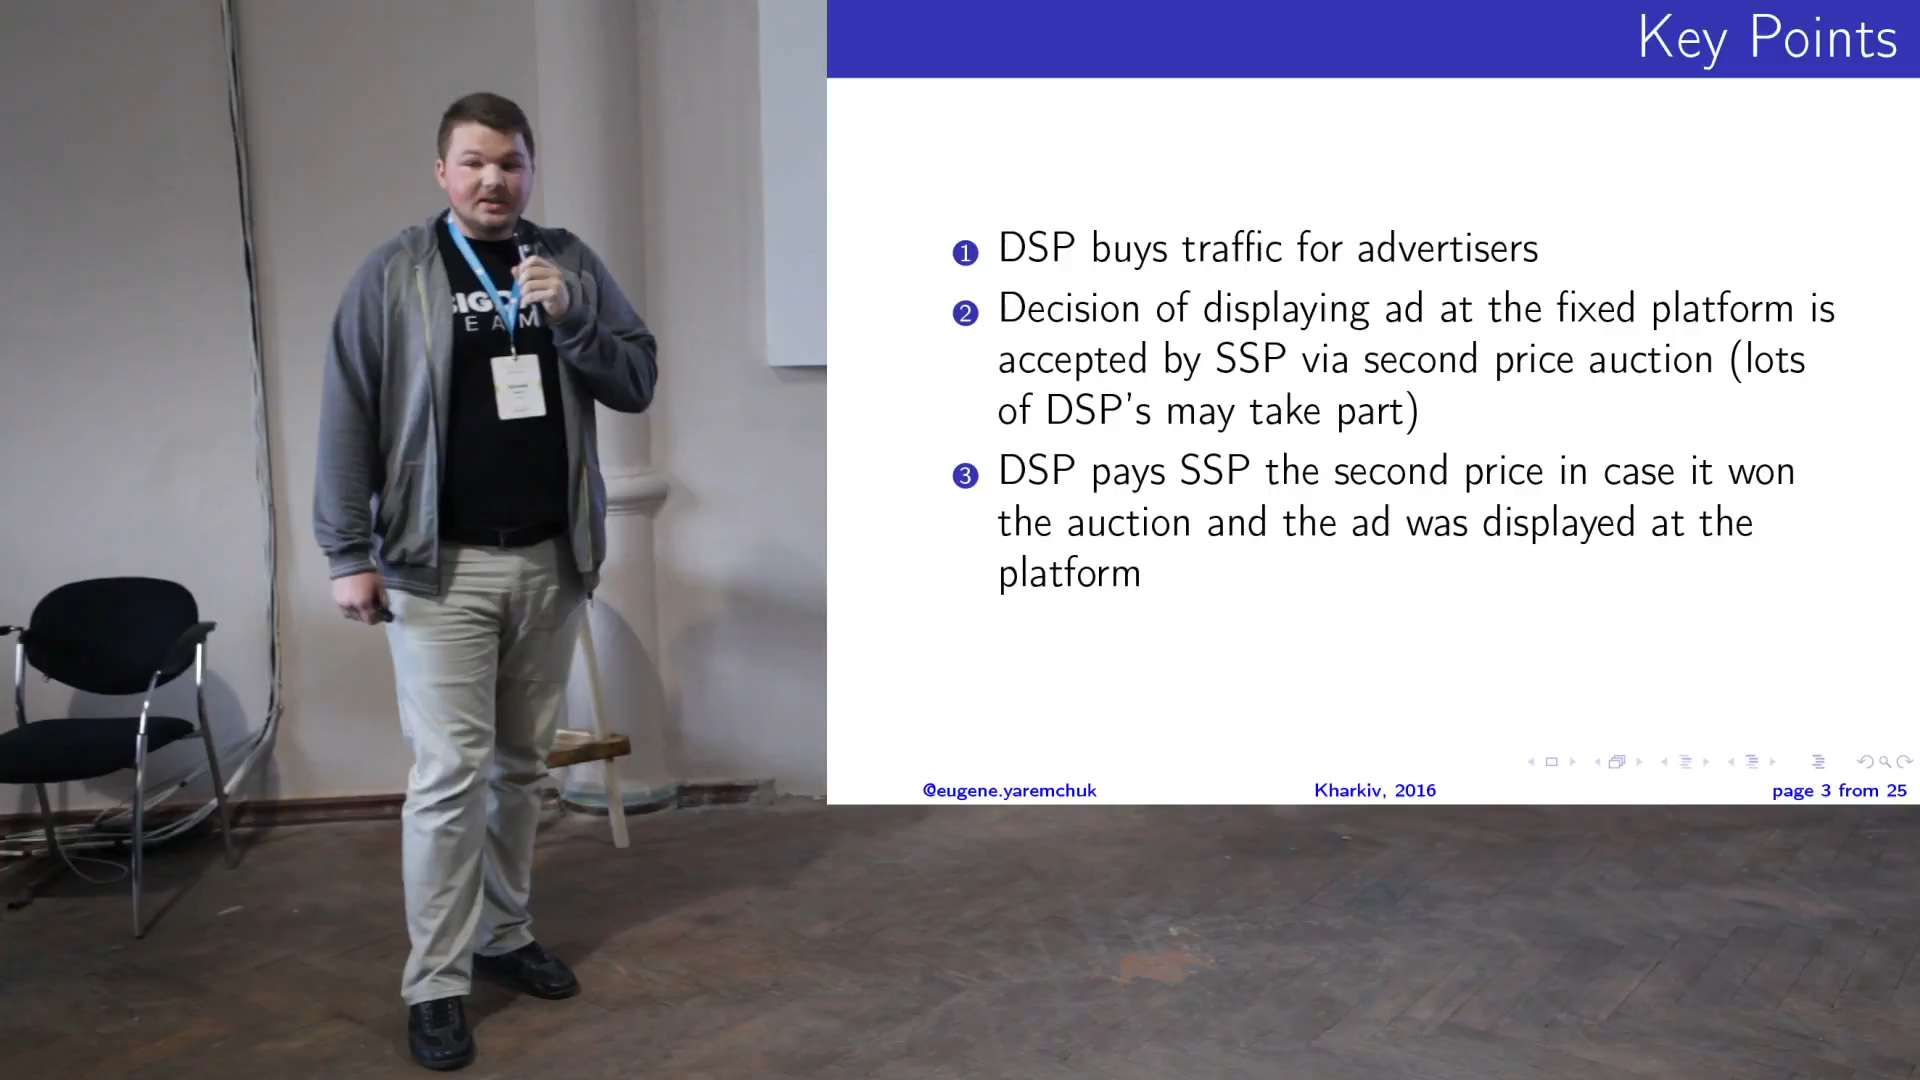 Key Points
1 DSP buys traffic for advertisers
2 Decision of displaying ad at the fixed platform is
accepted by SSP via second price auction (lots
of DSP's may take part)
3 DSP pays SSP the second price in case it won
the auction and the ad was displayed at the
platform
@eugene.yaremchuk
Kharkiv, 2016
page 3 from 25